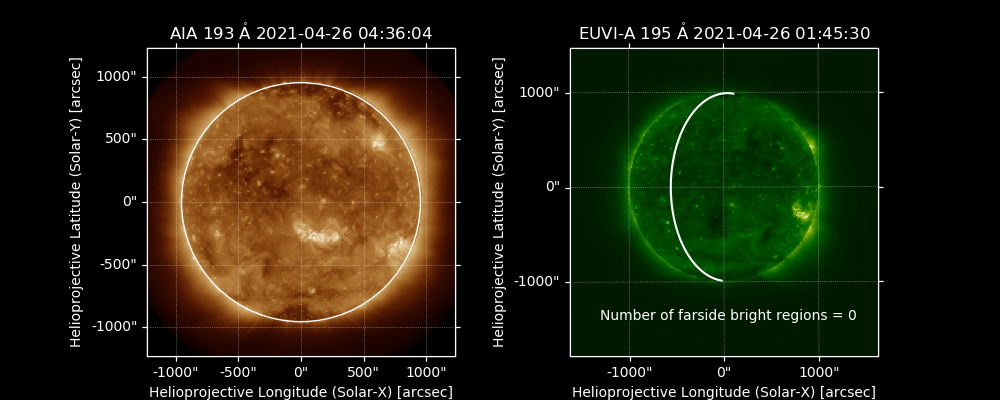 AIA 193 Å 2021-04-26 04:36:04
Helioprojective Latitude (Solar-Y) [arcsec]
1000"
500"
0"
-500"
-1000"
-1000"
-500"
0"
500"
1000"
Helioprojective Longitude (Solar-X) [arcsec]
EUVI-A 195 Å 2021-04-26 01:45:30
Helioprojective Latitude (Solar-Y) [arcsec]
1000"
0"
-1000"
Number of farside bright regions = 0
-1000"
0"
1000"
Helioprojective Longitude (Solar-X) [arcsec]